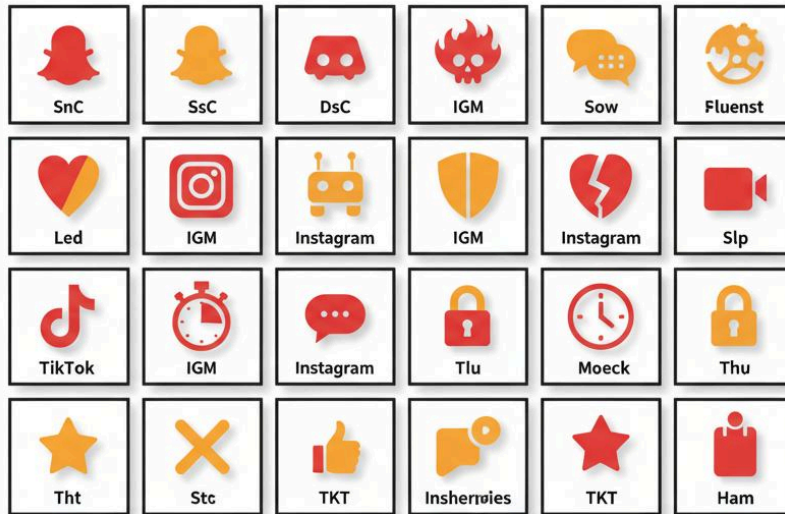 SnC
SsC
DsC
IGM
Sow
Fluenst
Led
IGM
Instagram
IGM
Instagram
Slp
TikTok
IGM
Instagram
Tlu
Moeck
Thu
Tht
Stc
TKT
TKT
Ham